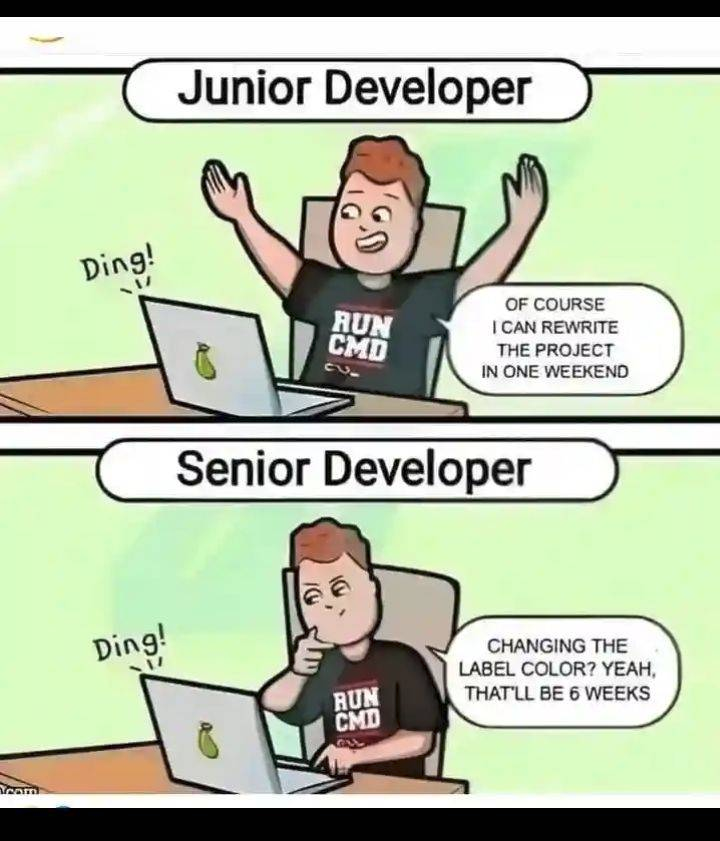 Junior Developer
Ding!
RUN
CMD
OF COURSE
I CAN REWRITE
THE PROJECT
IN ONE WEEKEND
Senior Developer
Ding!
RUN
CMD
CHANGING THE
LABEL COLOR? YEAH,
THAT'LL BE 6 WEEKS